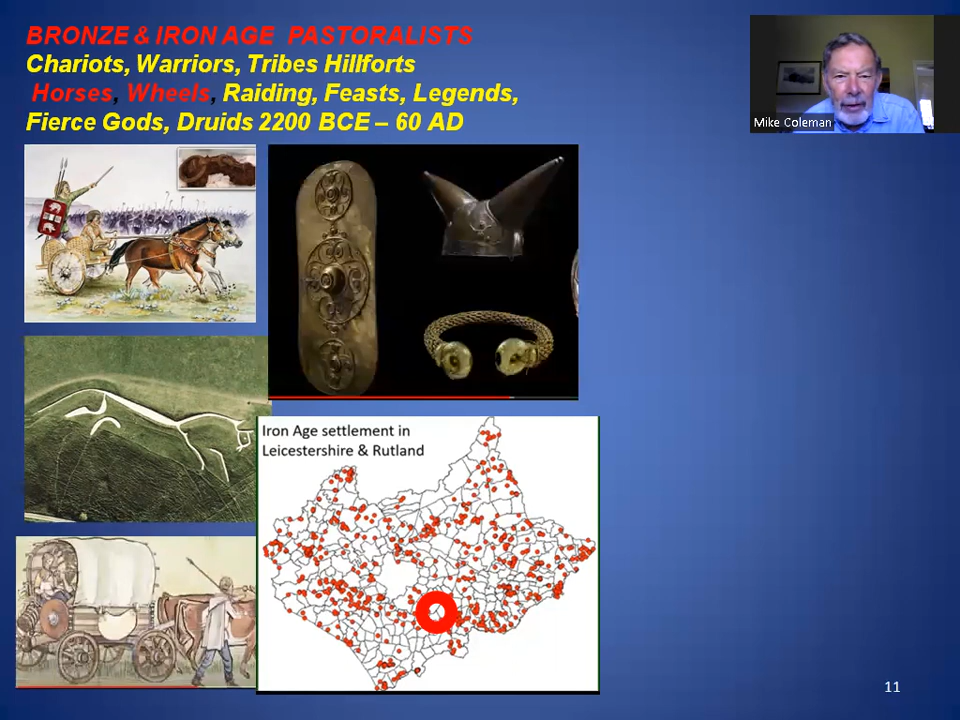 BRONZE & IRON AGE PASTORALISTS
Chariots, Warriors, Tribes Hillforts
Horses, Wheels, Raiding, Feasts, Legends,
Fierce Gods, Druids 2200 BCE – 60 AD
Mike Coleman
Iron Age settlement in
Leicestershire & Rutland
11